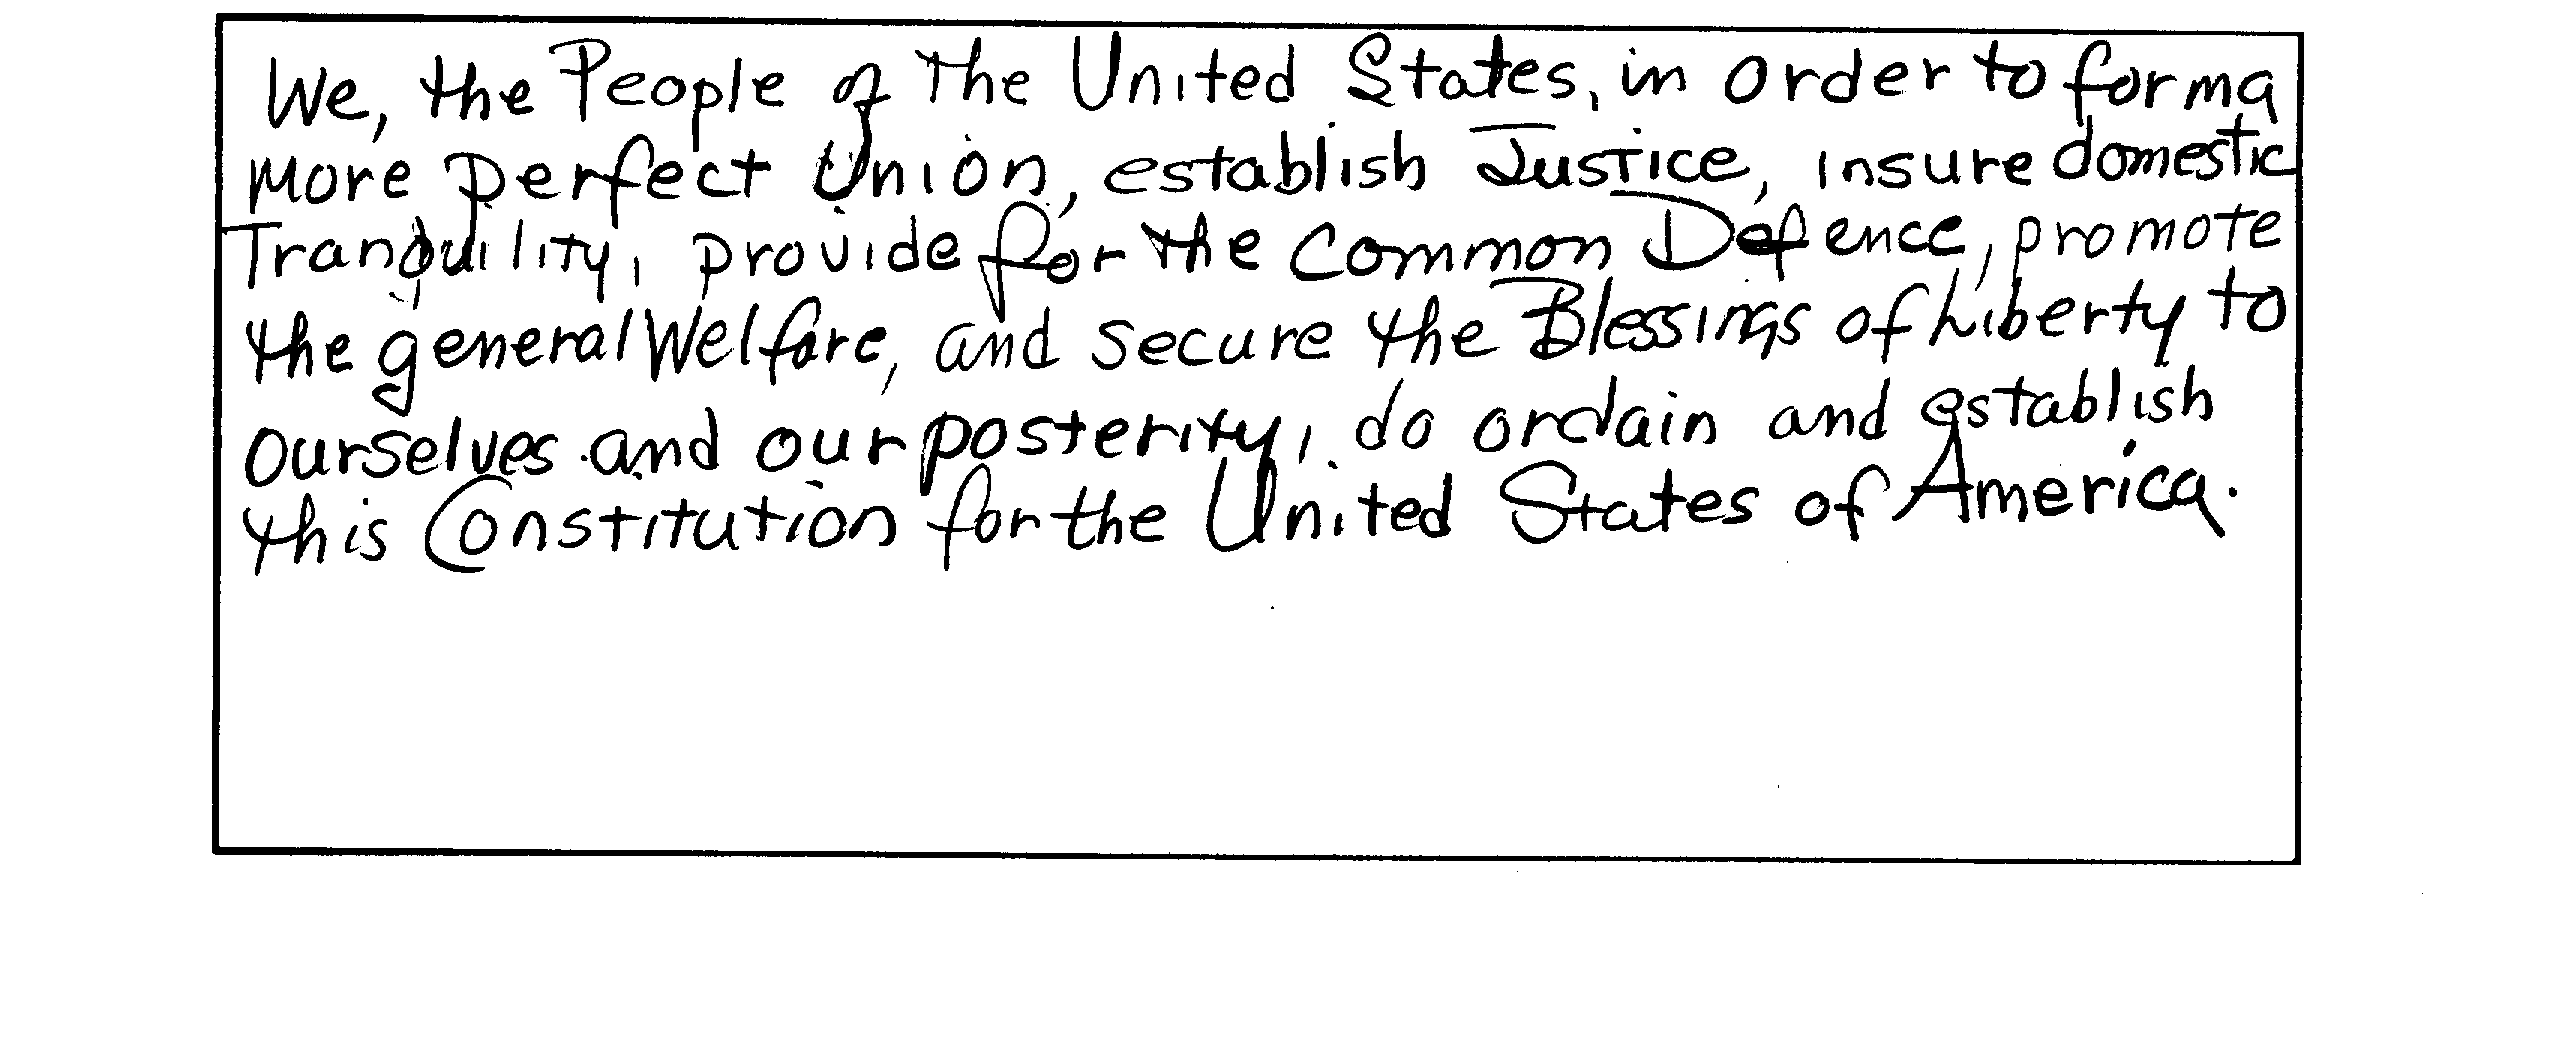 We, the People of the United States, in order to form a
more perfect Union, establish Justice, insure domestic
Tranquility, provide for the common Defence, promote
the general Welfare, and secure the Blessings of Liberty to
ourselves and our posterity, do ordain and establish
this Constitution for the United States of America.